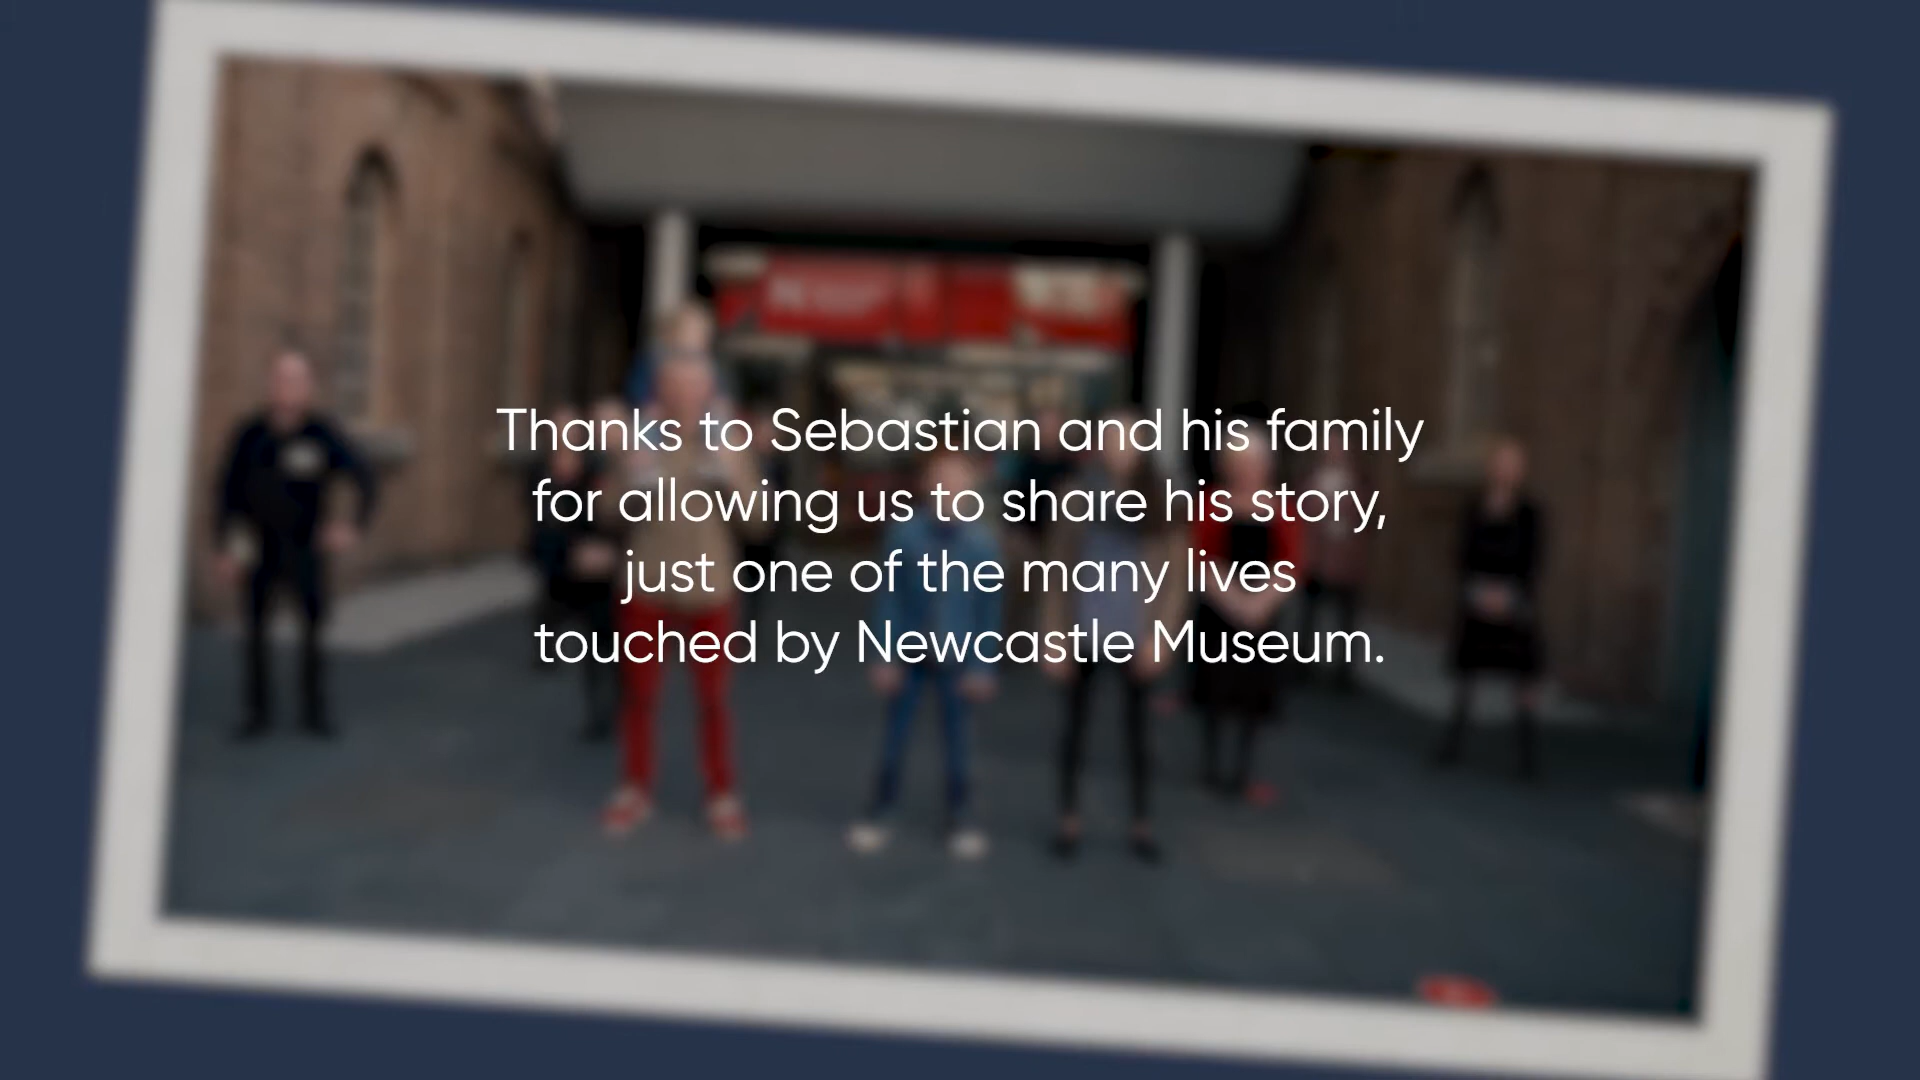 Thanks to Sebastian and his family
for allowing us to share his story,
just one of the many lives
touched by Newcastle Museum.